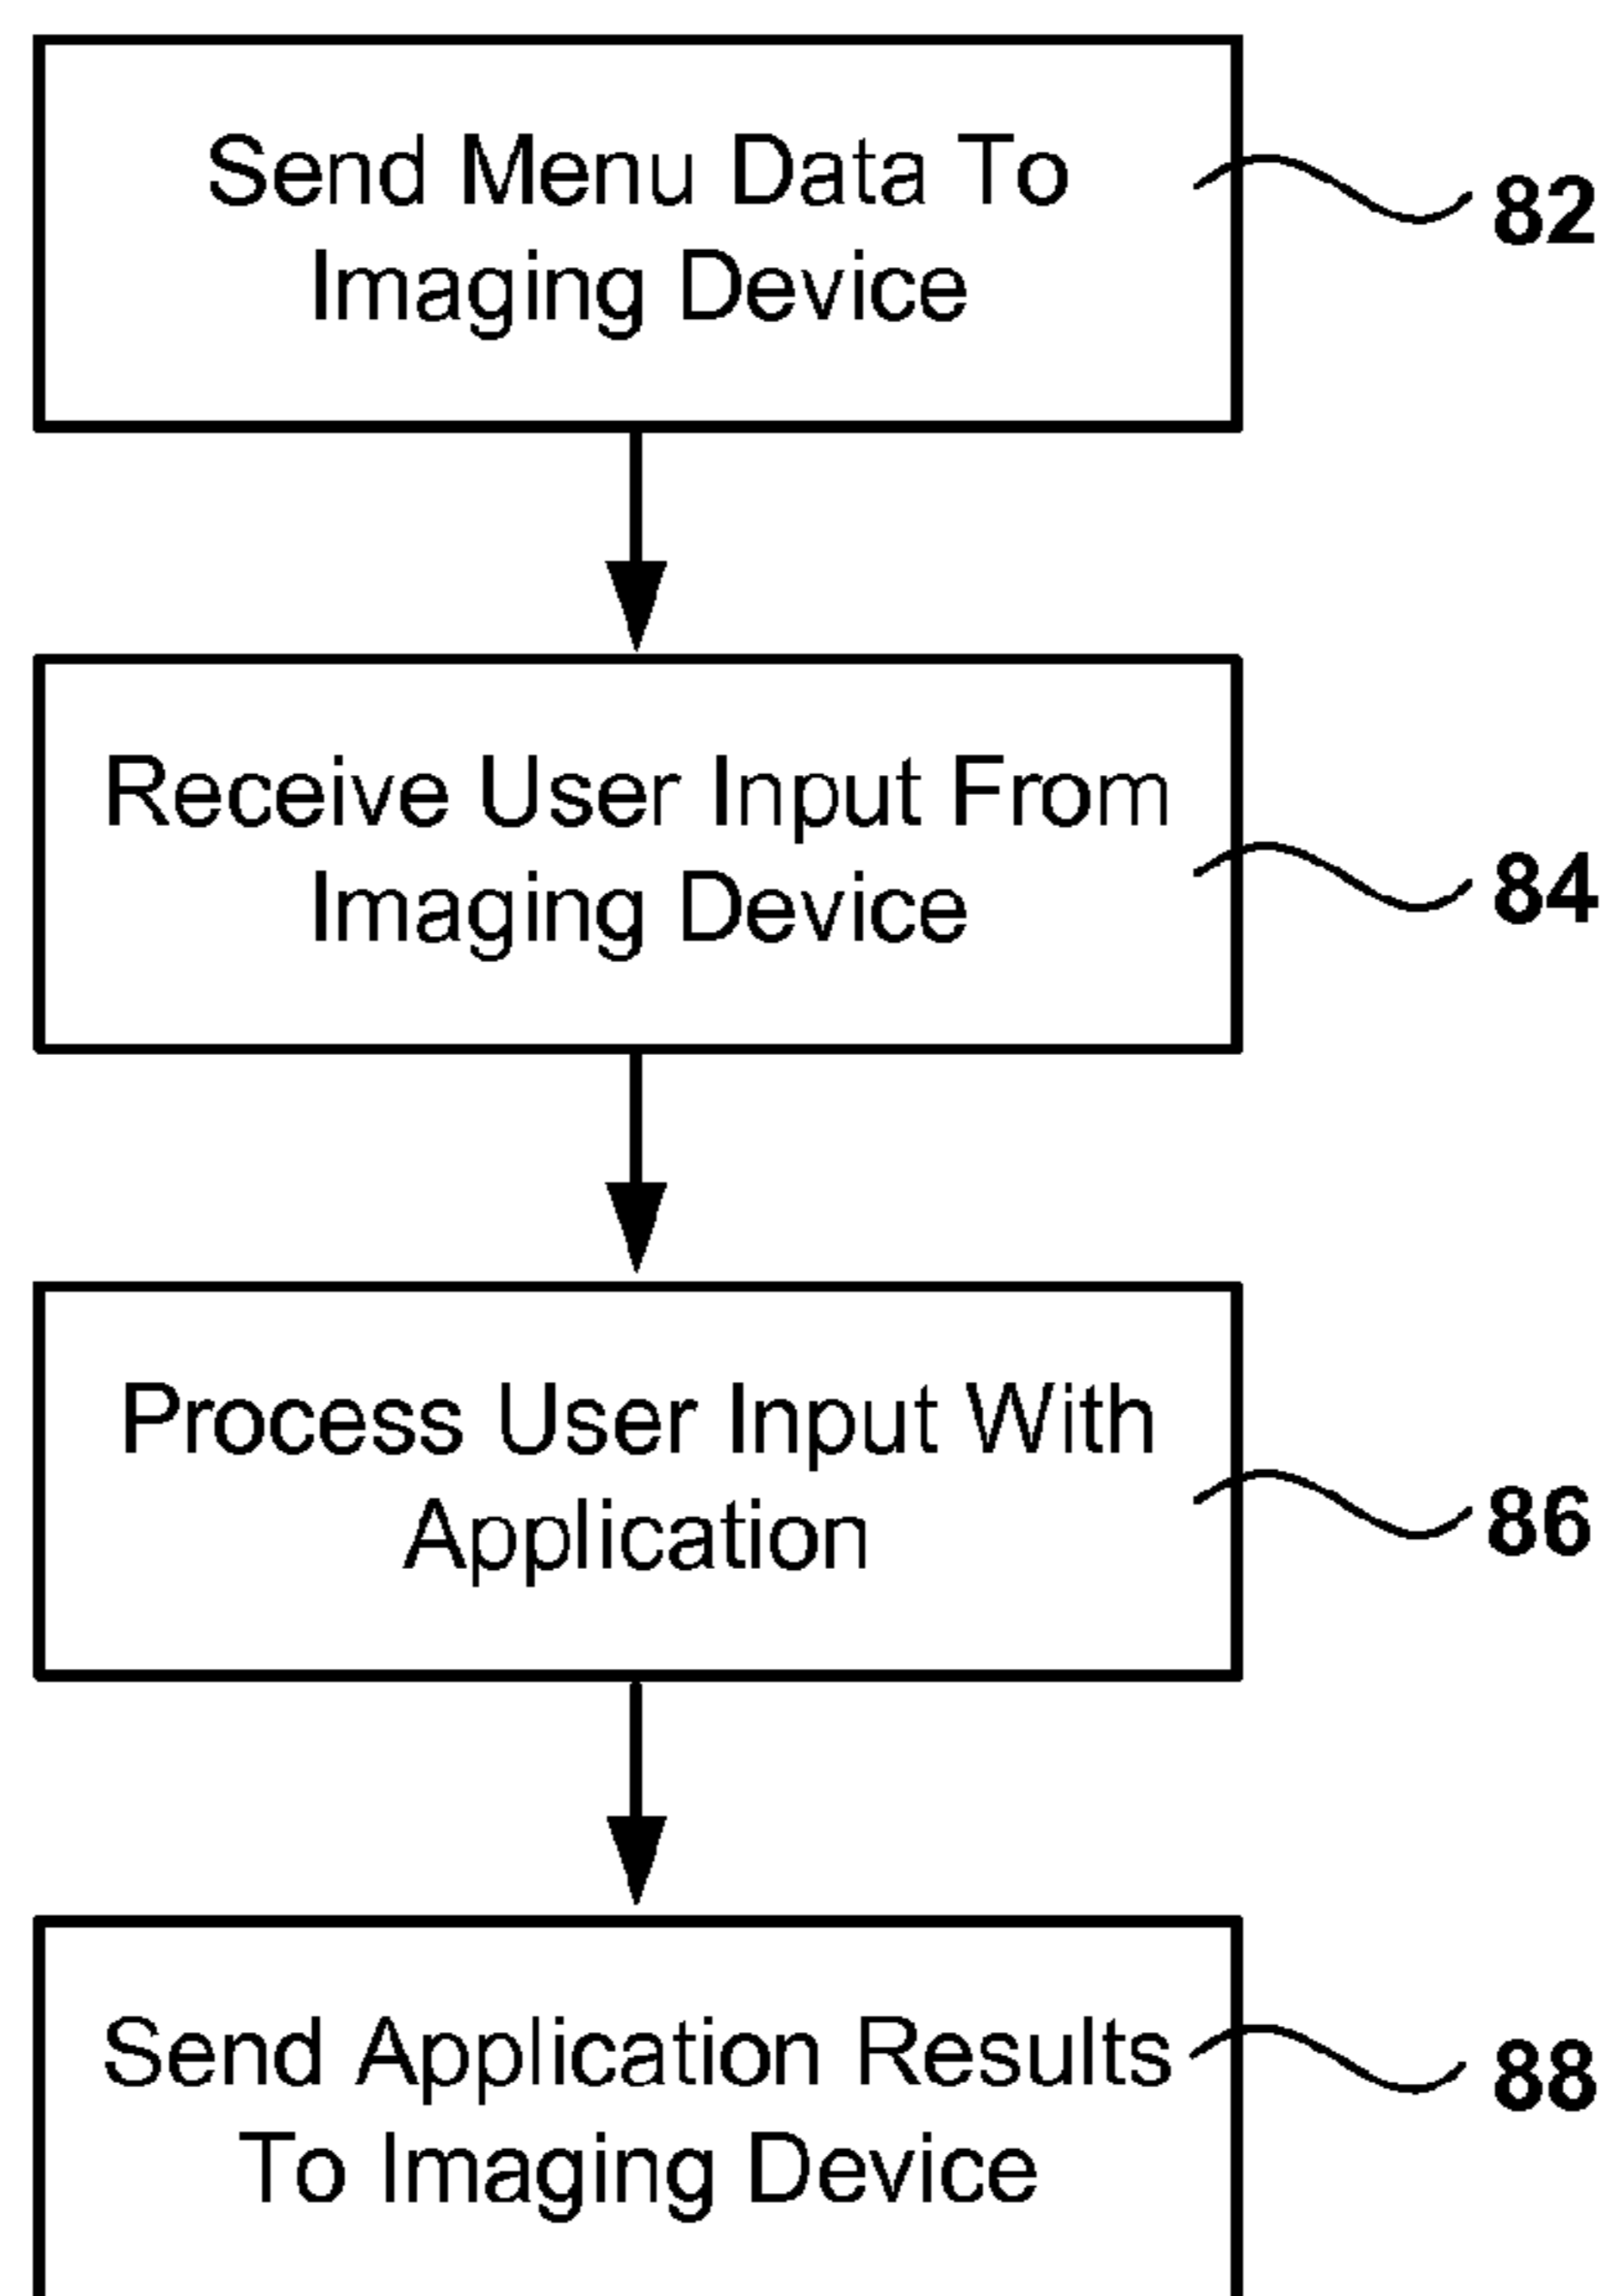 Send Menu Data To
Imaging Device
82
Receive User Input From
Imaging Device
84
Process User Input With
Application
86
Send Application Results
To Imaging Device
88